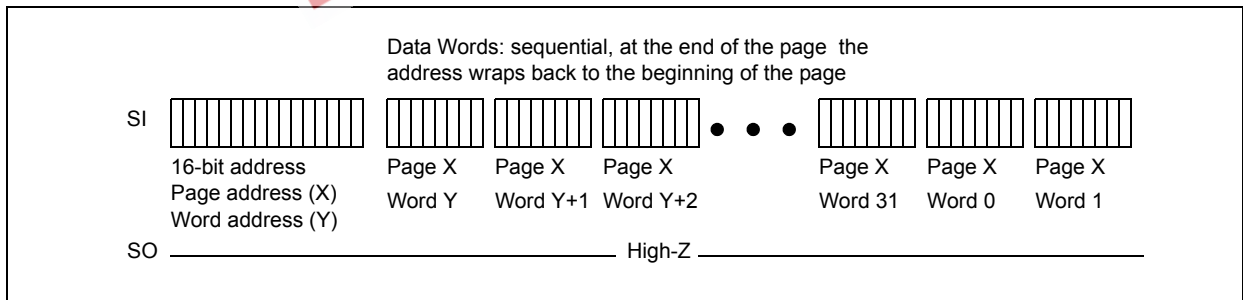 Data Words: sequential, at the end of the page the
address wraps back to the beginning of the page
SI
16-bit address
Page address (X)
Word address (Y)
Page X
Word Y
Page X
Word Y+1
Page X
Word Y+2
Page X
Word 31
Page X
Word 0
Page X
Word 1
SO
High-Z